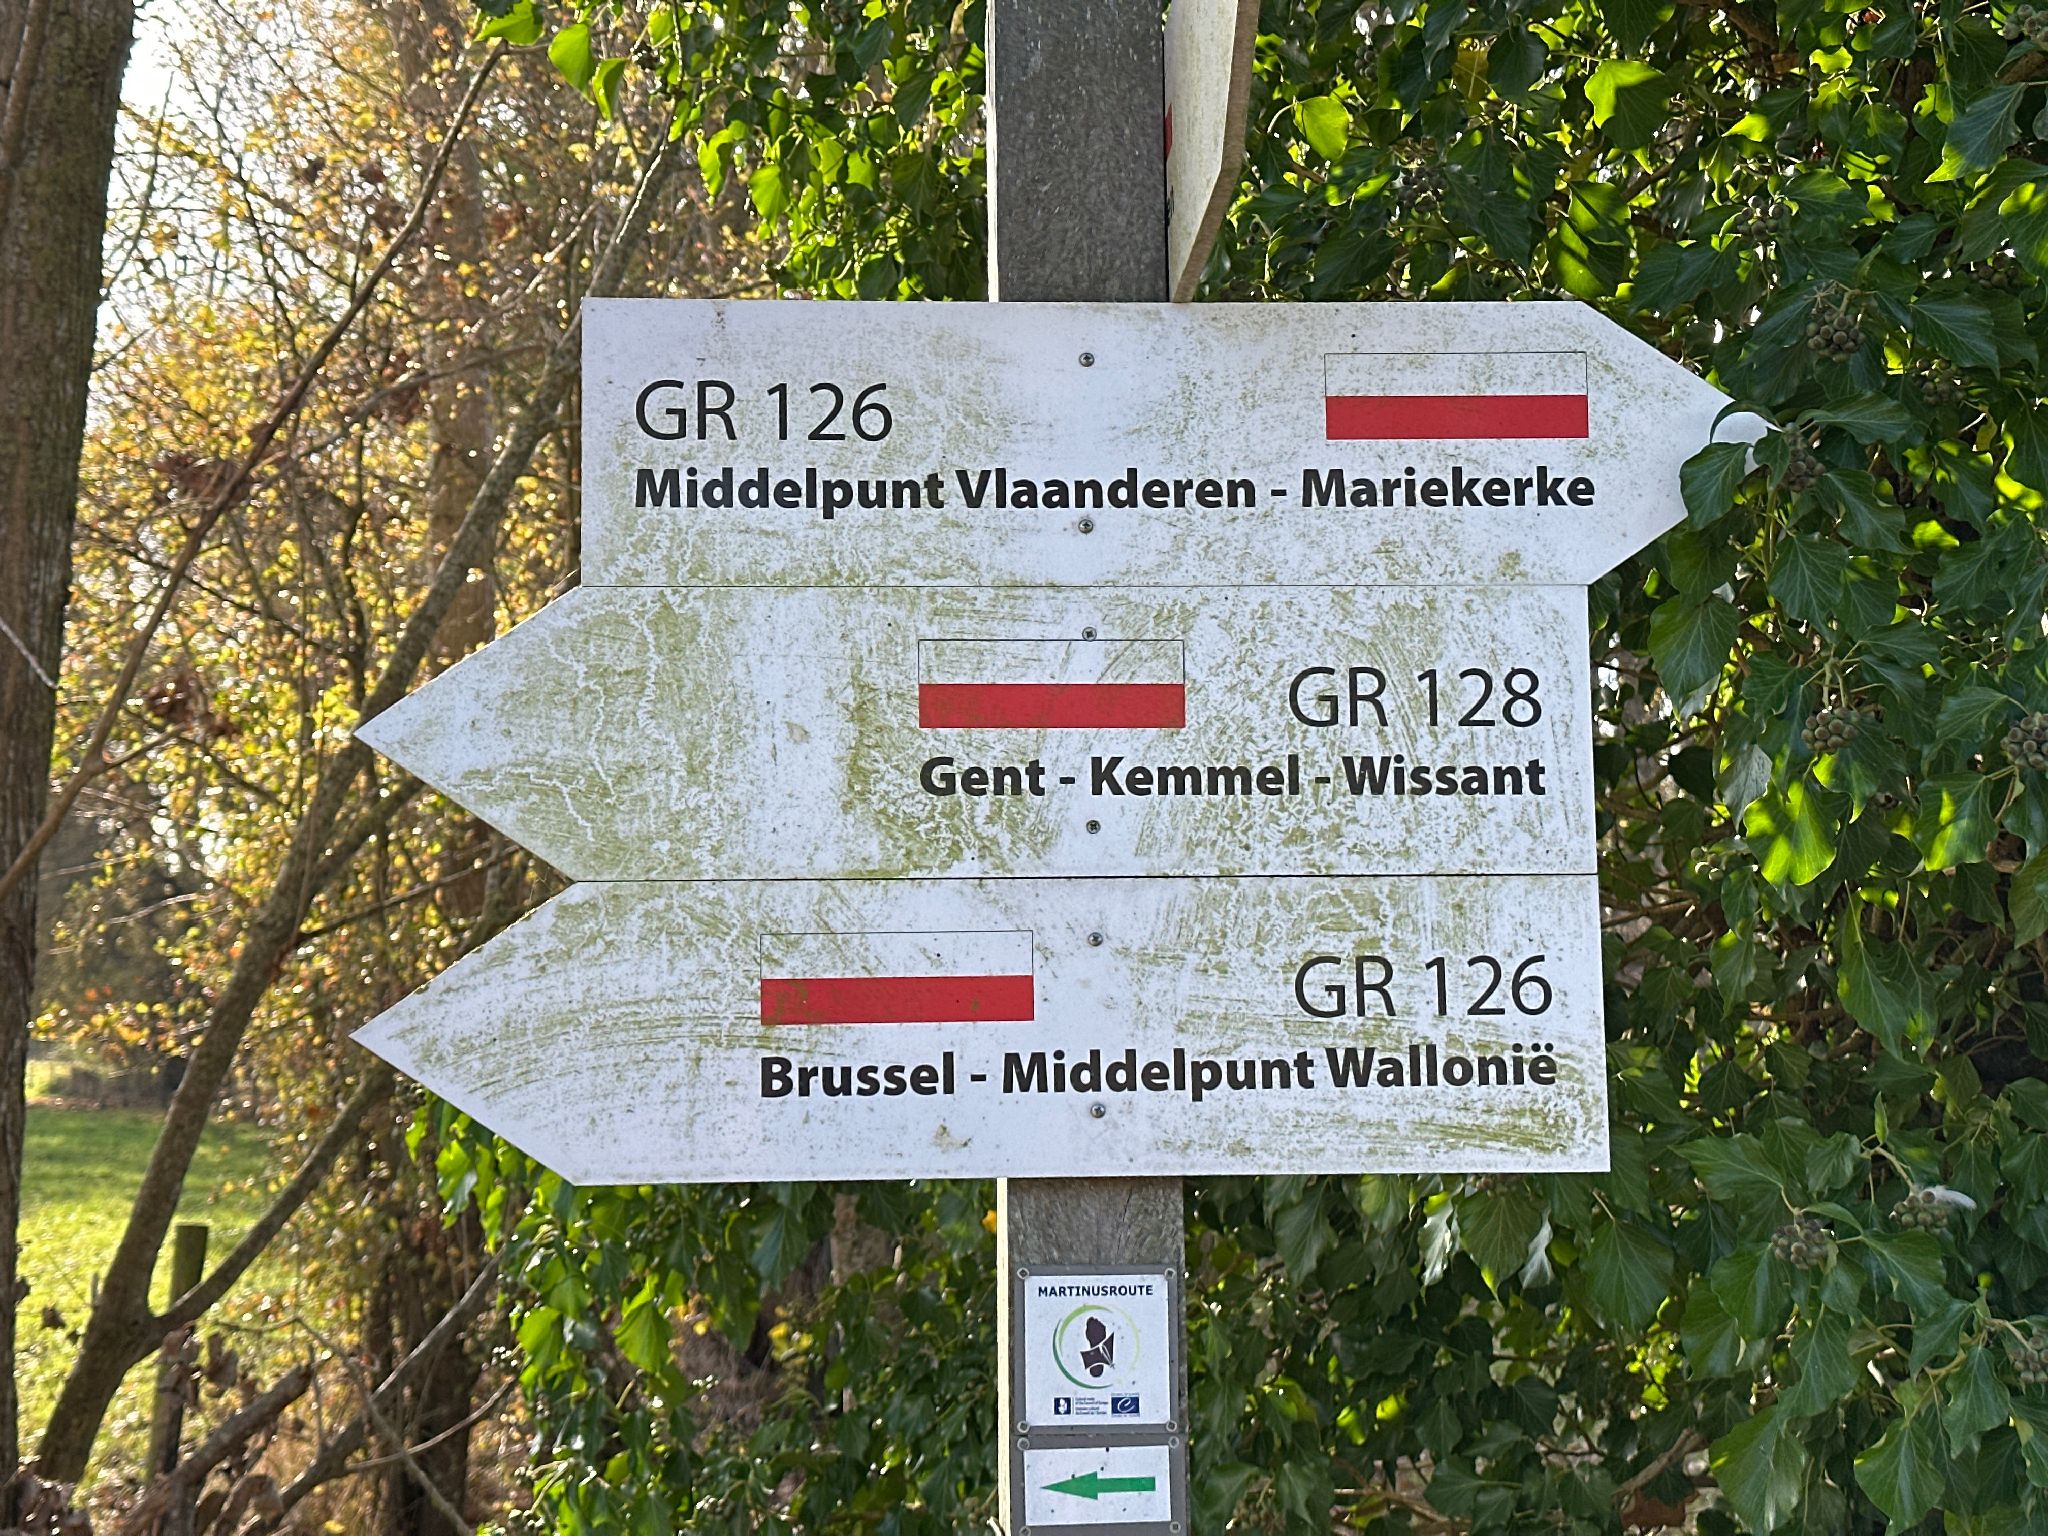 GR 126
Middelpunt Vlaanderen - Mariekerke
GR 128
Gent - Kemmel - Wissant
GR 126
Brussel - Middelpunt Wallonië
MARTINUSROUTE